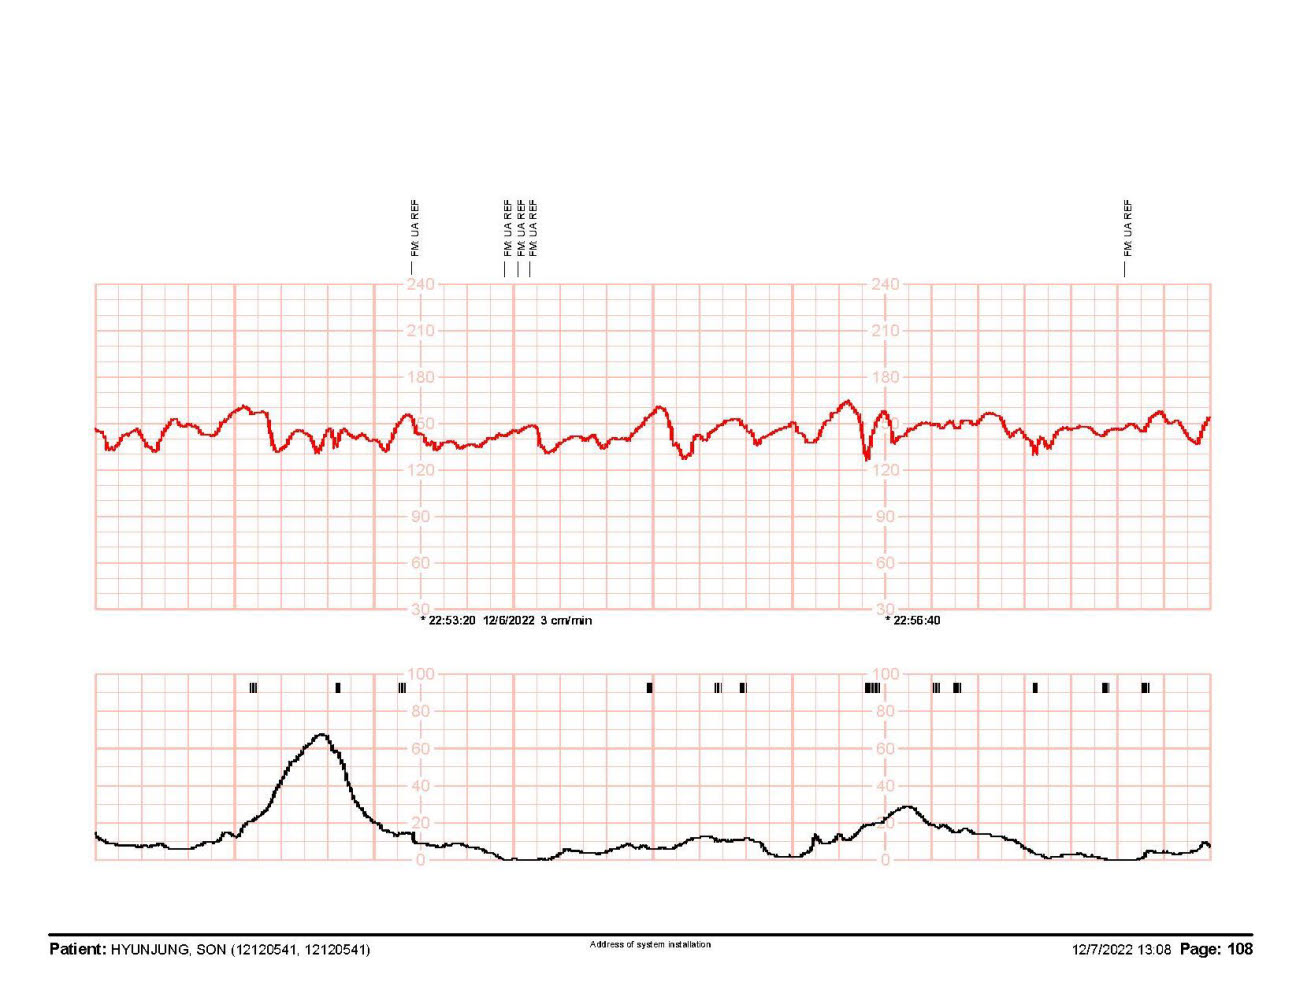 FM: UA REF
FM: UA REF
FM: UA REF
FM: UA REF
FM: UA REF
240 240
210 210
180 180
150 150
120 120
90 90
60 60
30 30
* 22:53:20 12/6/2022 3 cm/min * 22:56:40
100 100
80 80
60 60
40 40
20 20
0 0
Patient: HYUNJUNG, SON (12120541, 12120541) Address of system installation 12/7/2022 13:08 Page: 108